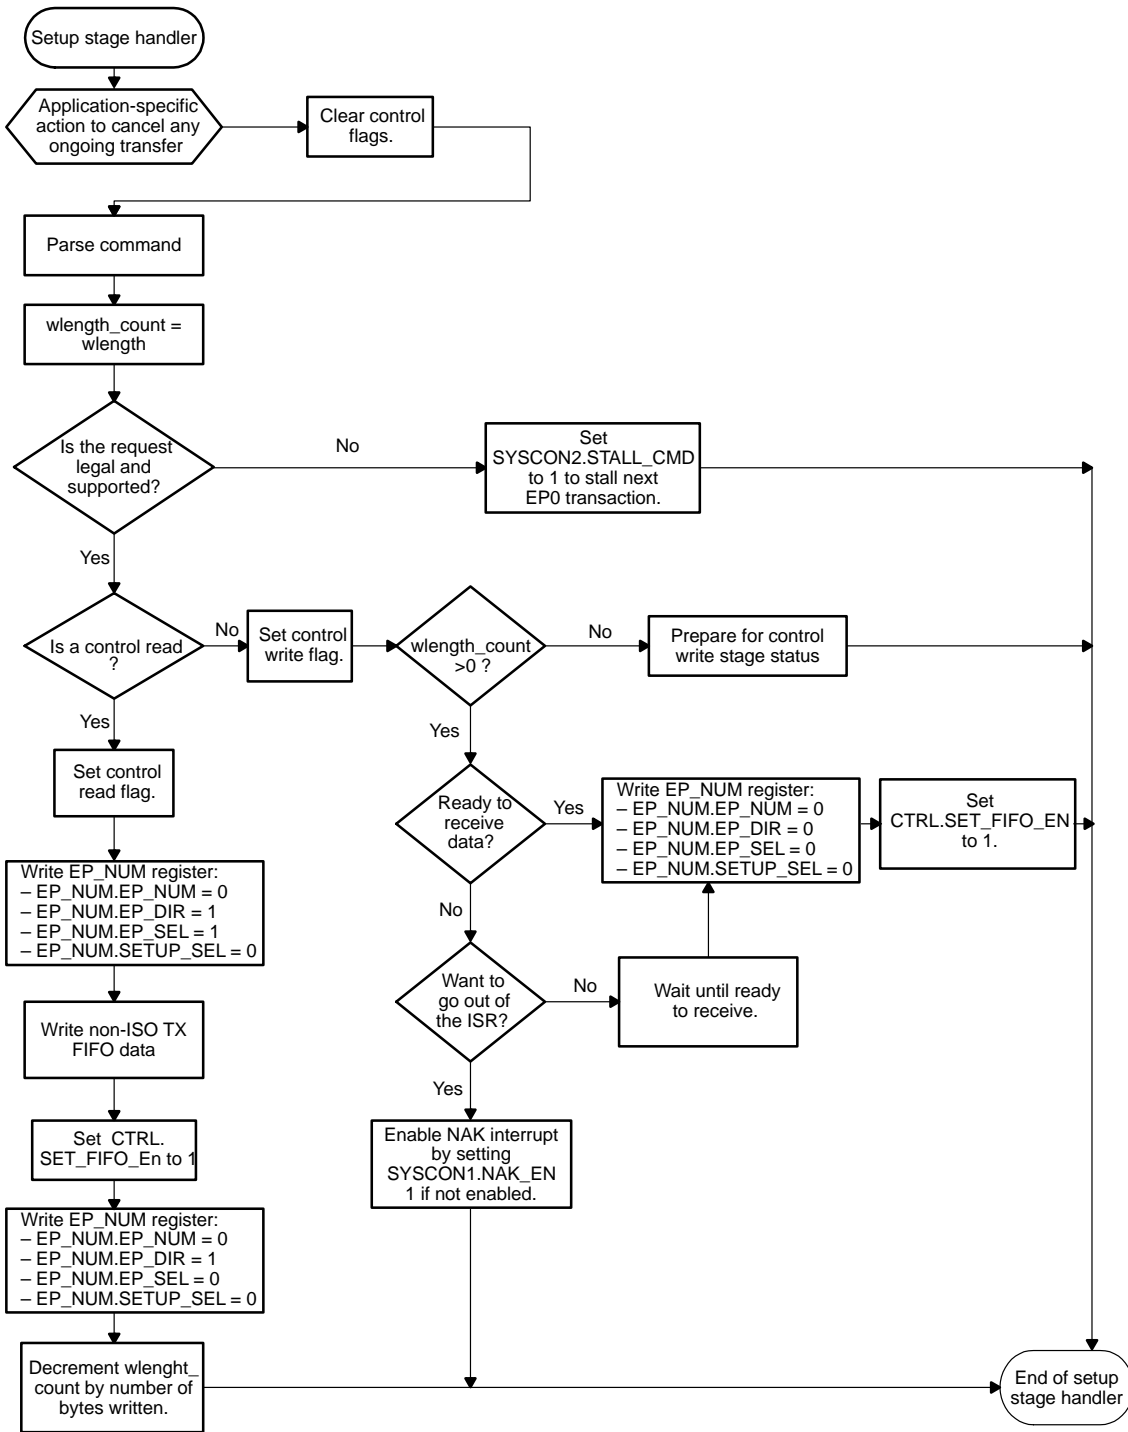 Setup stage handler
Application-specific
action to cancel any
ongoing transfer
Clear control
flags.
Parse command
wlength_count =
wlength
Is the request
legal and
supported?
No
Set
SYSCON2.STALL_CMD
to 1 to stall next
EP0 transaction.
Yes
Is a control read
?
No
Set control
write flag.
wlength_count
>0 ?
No
Prepare for control
write stage status
Yes
Set control
read flag.
Yes
Ready to
receive
data?
Yes
Write EP_NUM register:
– EP_NUM.EP_NUM = 0
– EP_NUM.EP_DIR = 0
– EP_NUM.EP_SEL = 0
– EP_NUM.SETUP_SEL = 0
Set
CTRL.SET_FIFO_EN
to 1.
Write EP_NUM register:
– EP_NUM.EP_NUM = 0
– EP_NUM.EP_DIR = 1
– EP_NUM.EP_SEL = 1
– EP_NUM.SETUP_SEL = 0
No
Want to
go out of
the ISR?
No
Wait until ready
to receive.
Write non-ISO TX
FIFO data
Yes
Set CTRL.
SET_FIFO_En to 1
Enable NAK interrupt
by setting
SYSCON1.NAK_EN
1 if not enabled.
Write EP_NUM register:
– EP_NUM.EP_NUM = 0
– EP_NUM.EP_DIR = 1
– EP_NUM.EP_SEL = 0
– EP_NUM.SETUP_SEL = 0
Decrement wlenght_
count by number of
bytes written.
End of setup
stage handler